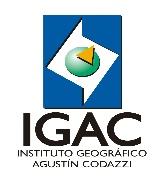 IGAC
INSTITUTO GEOGRÁFICO
AGUSTÍN CODAZZI